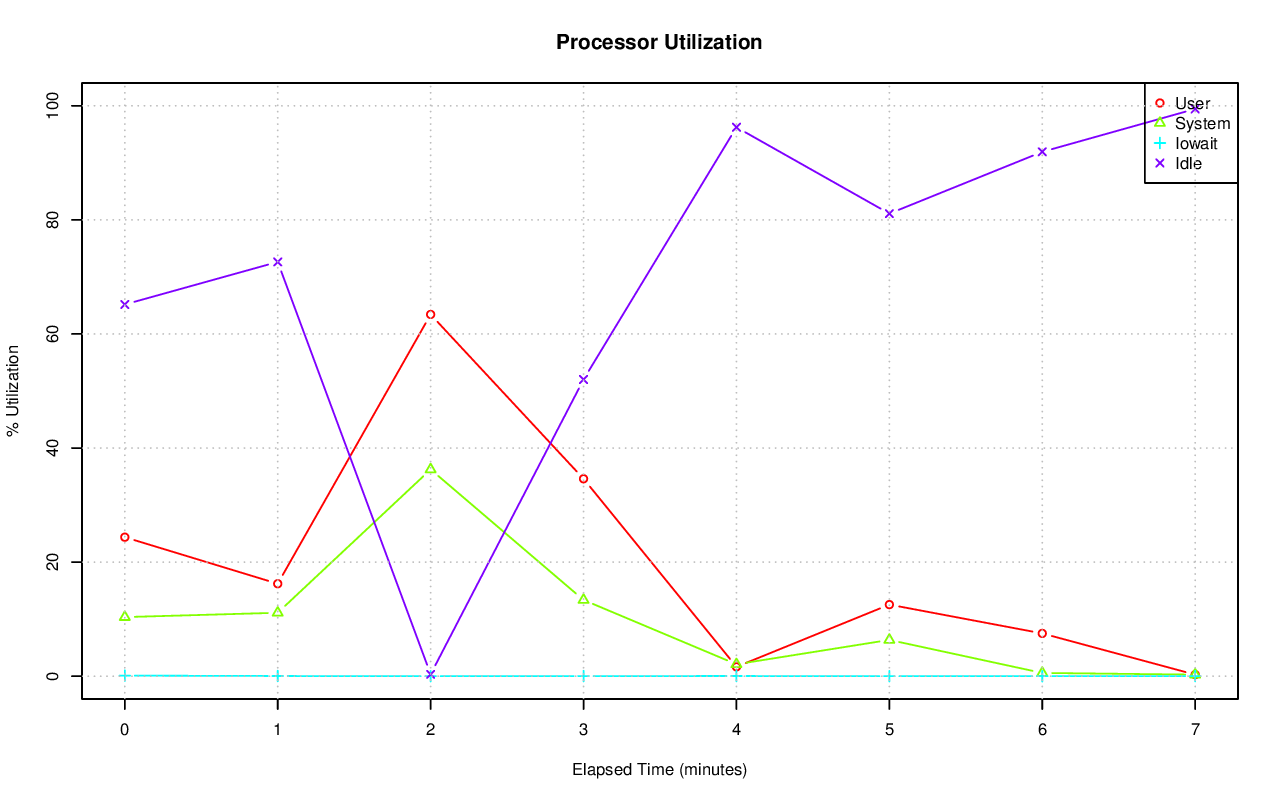 Processor Utilization
% Utilization
100
80
60
40
20
0
User
System
Iowait
Idle
0 1 2 3 4 5 6 7
Elapsed Time (minutes)